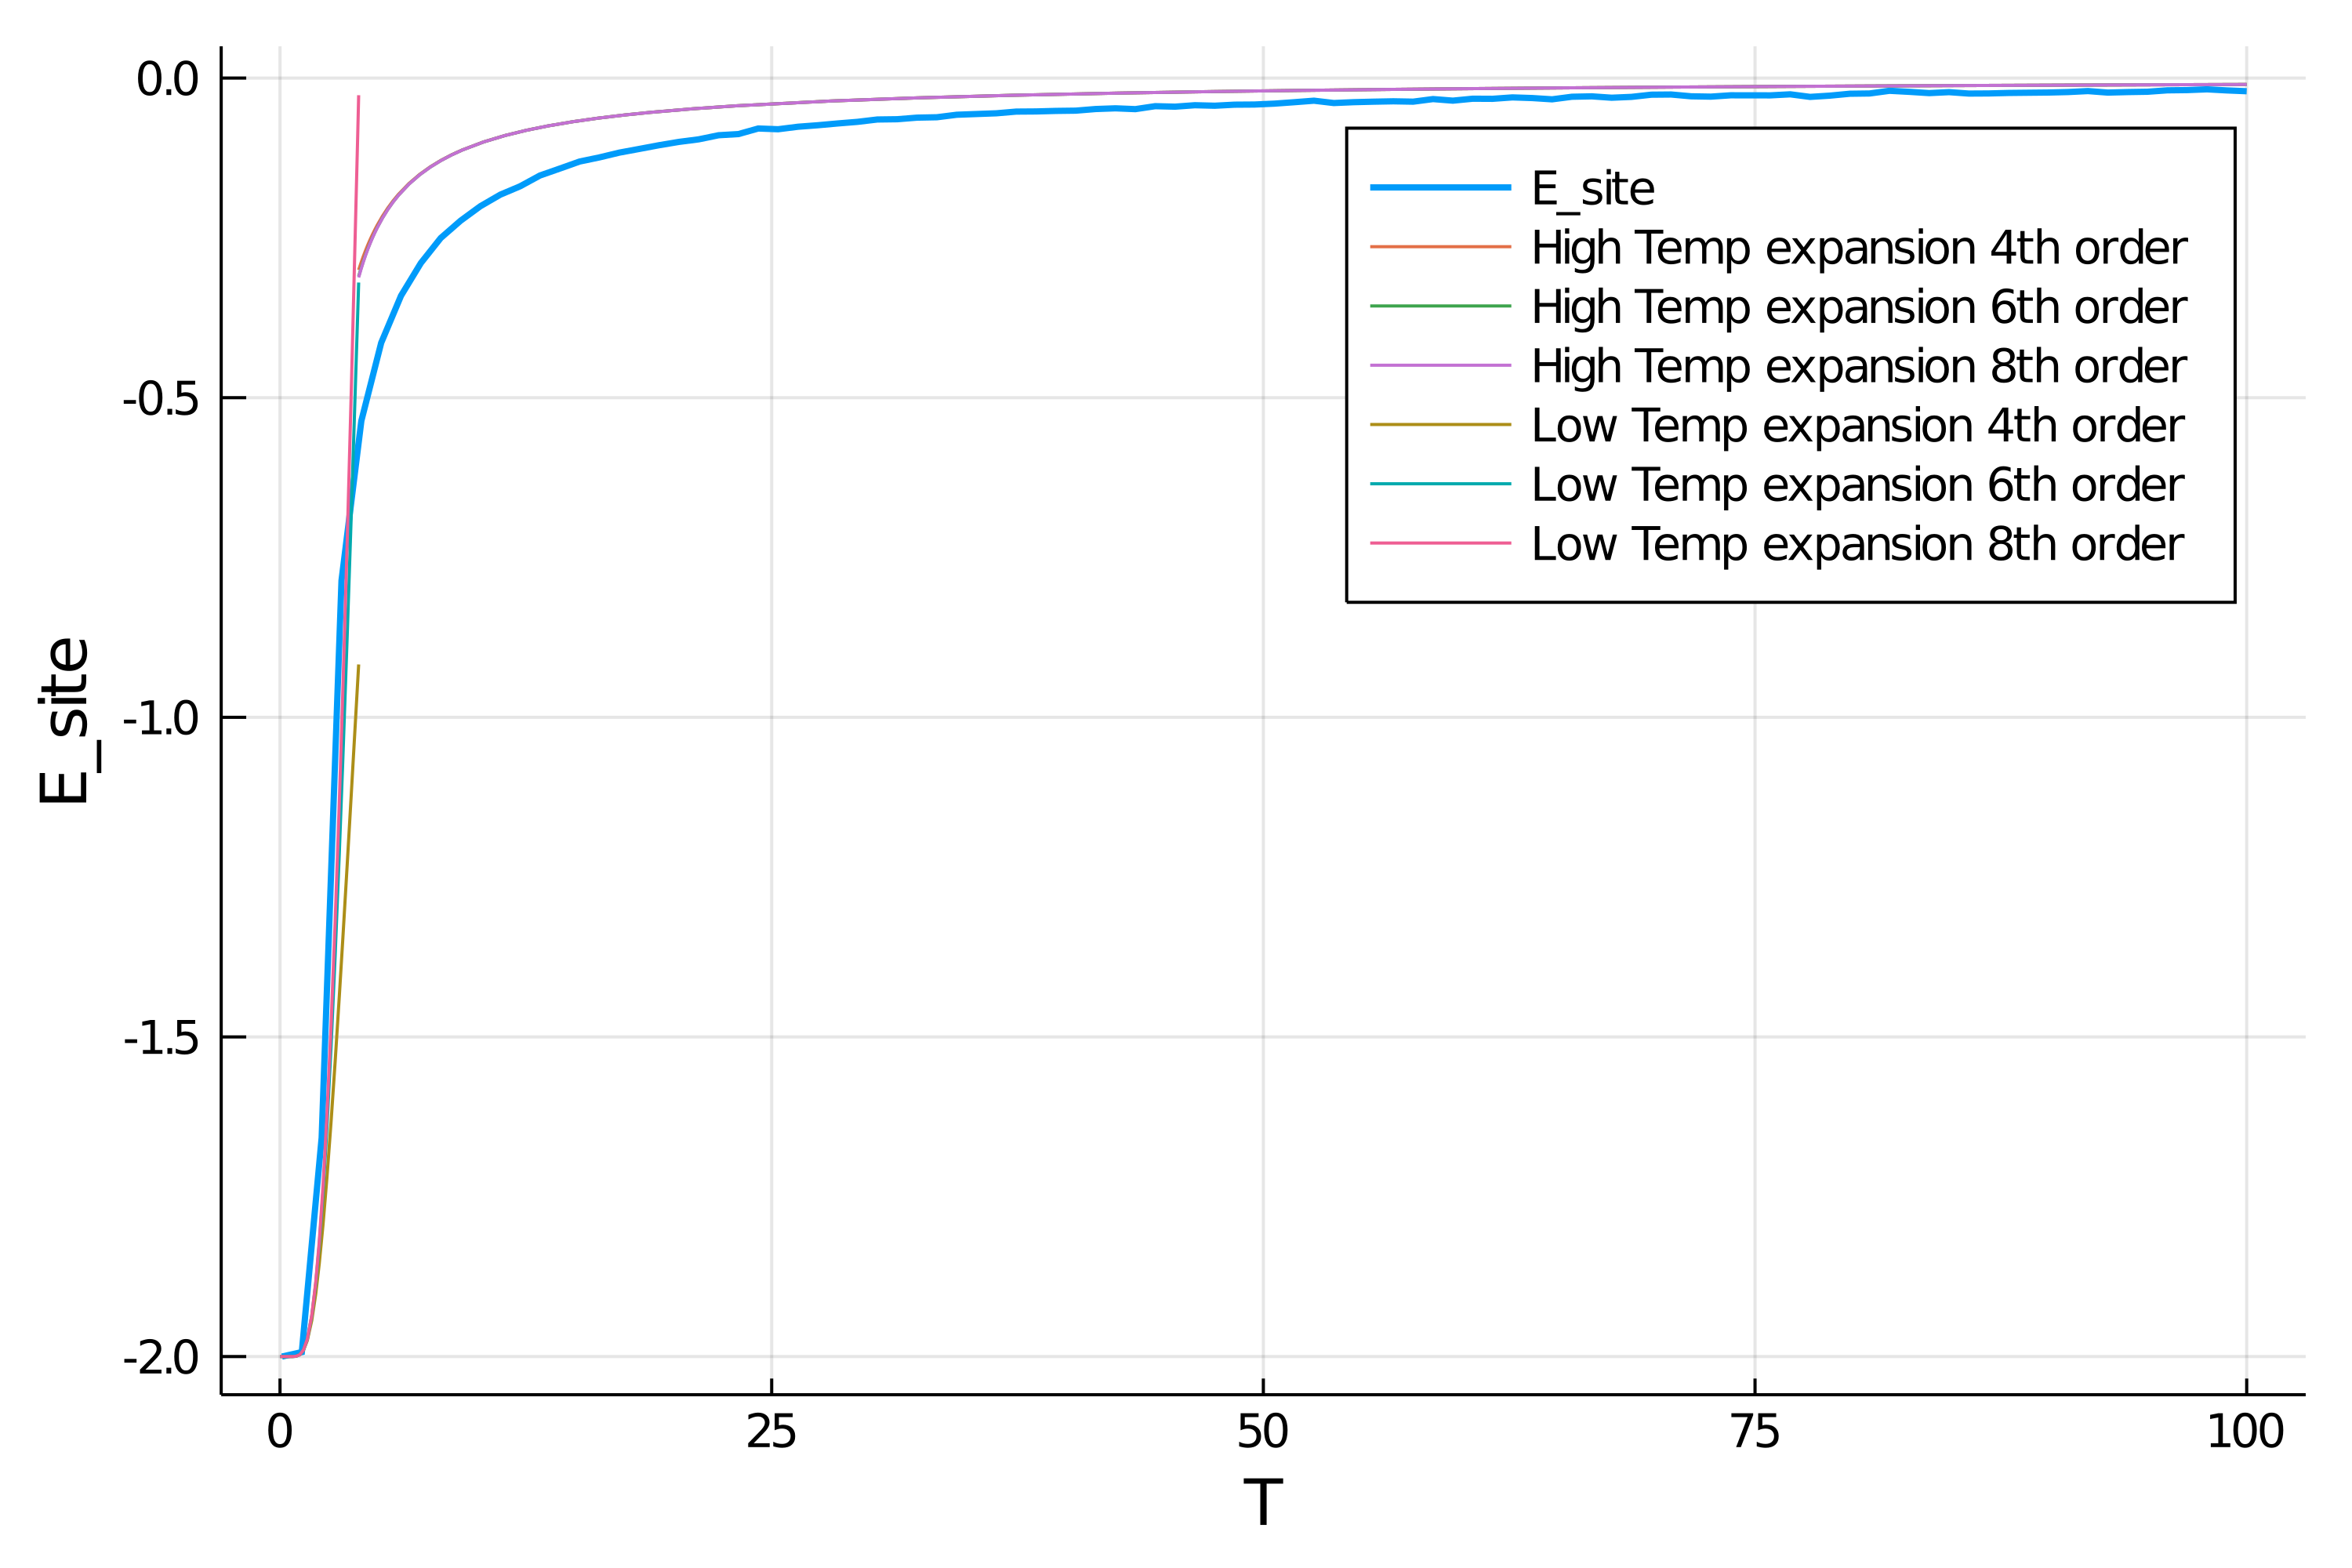 0.0
-0.5
-1.0
-1.5
-2.0
E_site
0
25
50
75
100
T
E_site
High Temp expansion 4th order
High Temp expansion 6th order
High Temp expansion 8th order
Low Temp expansion 4th order
Low Temp expansion 6th order
Low Temp expansion 8th order